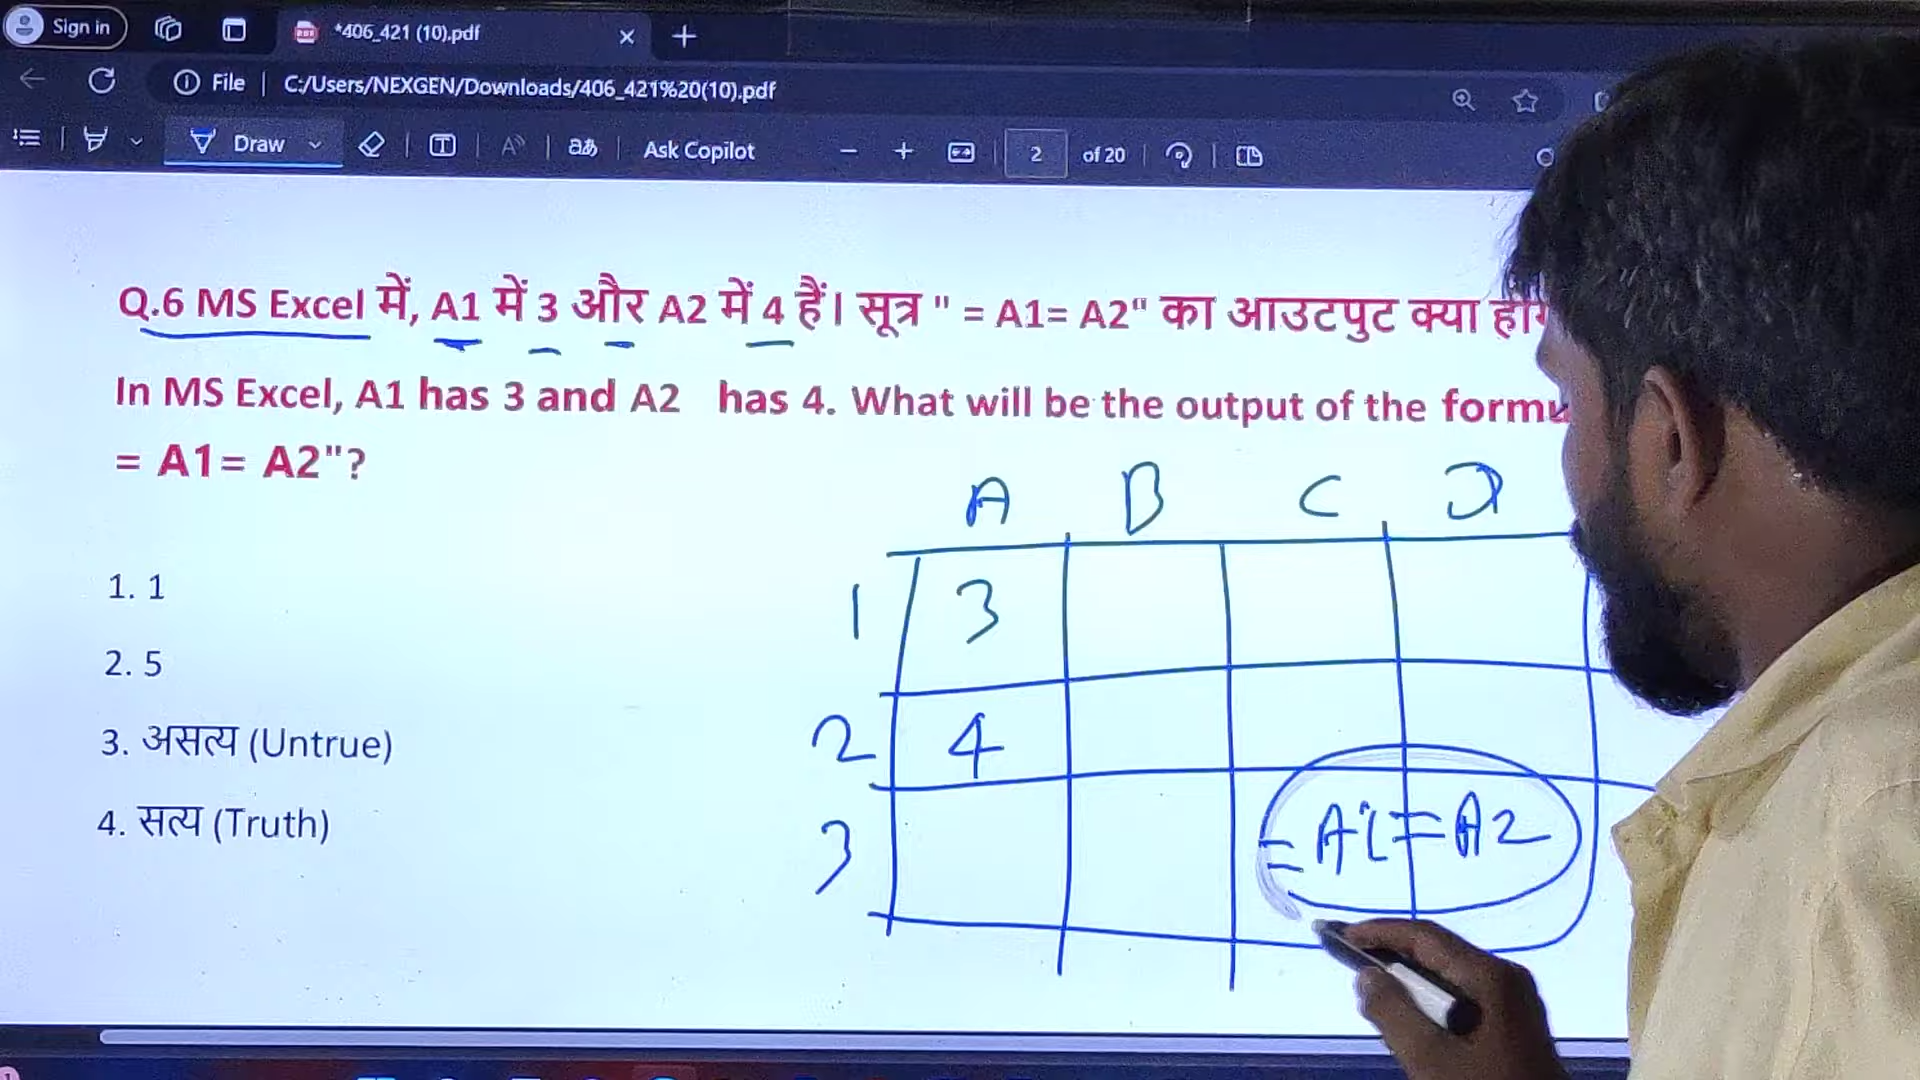 Sign in
*406_421 (10).pdf
File
C:/Users/NEXGEN/Downloads/406_421%20(10).pdf
Draw
Ask Copilot
2 of 20
Q.6 MS Excel में, A1 में 3 और A2 में 4 हैं। सूत्र " = A1= A2" का आउटपुट क्या
In MS Excel, A1 has 3 and A2 has 4. What will be the output of the
= A1= A2"?
A B C D
1. 1
1 3
2. 5
3. असत्य (Untrue)
2 4
4. सत्य (Truth)
3 = A1 = A2